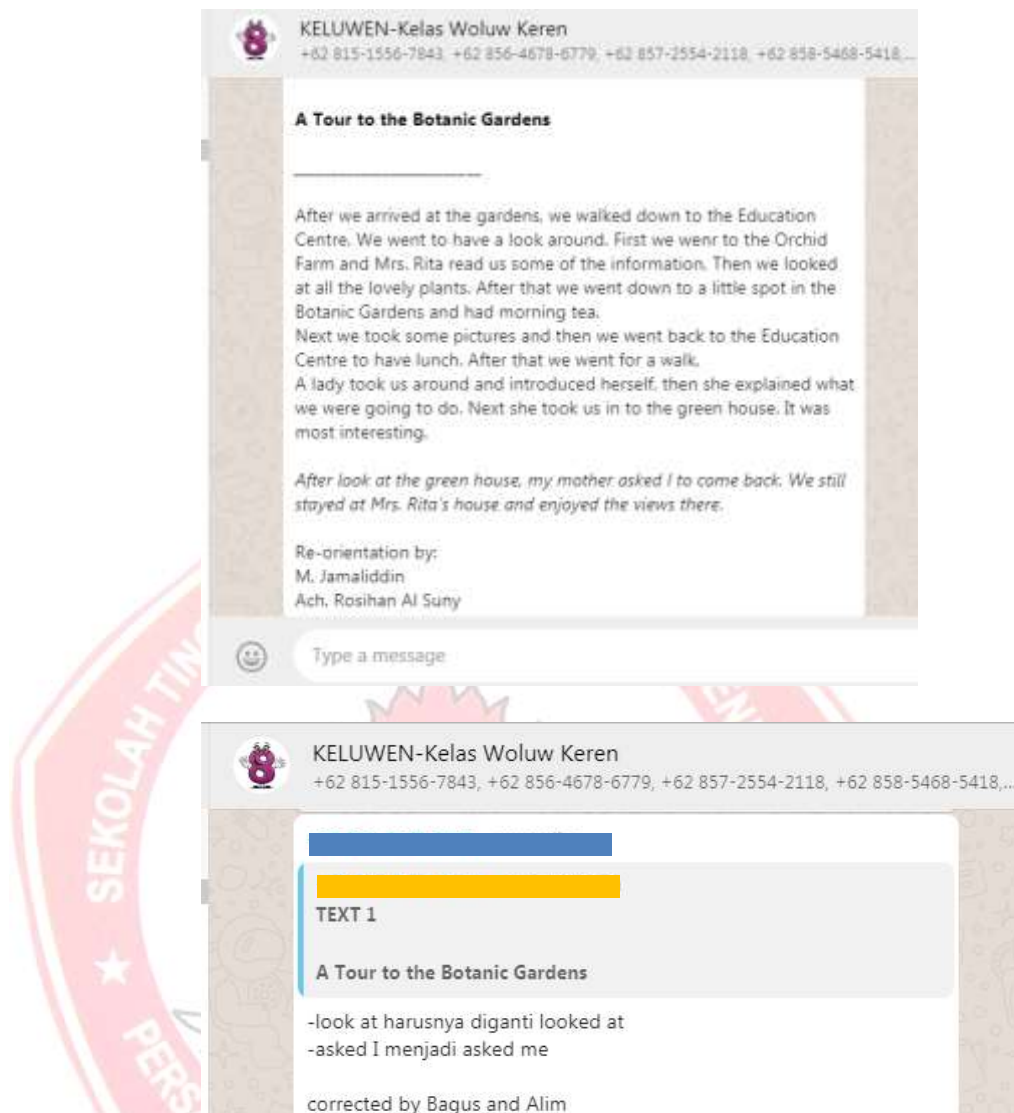 KELUWEN-Kelas Woluw Keren
+62 815-1556-7843, +62 856-4678-6779, +62 857-2554-2118, +62 858-5468-5418,...
A Tour to the Botanic Gardens
After we arrived at the gardens, we walked down to the Education
Centre. We went to have a look around. First we wenr to the Orchid
Farm and Mrs. Rita read us some of the information. Then we looked
at all the lovely plants. After that we went down to a little spot in the
Botanic Gardens and had morning tea.
Next we took some pictures and then we went back to the Education
Centre to have lunch. After that we went for a walk.
A lady took us around and introduced herself. then she explained what
we were going to do. Next she took us in to the green house. It was
most interesting.
After look at the green house, my mother asked I to come back. We still
stayed at Mrs. Rita's house and enjoyed the views there.
Re-orientation by:
M. Jamaliddin
Ach. Rosihan Al Suny
Type a message
KELUWEN-Kelas Woluw Keren
+62 815-1556-7843, +62 856-4678-6779, +62 857-2554-2118, +62 858-5468-5418,...
TEXT 1
A Tour to the Botanic Gardens
-look at harusnya diganti looked at
-asked I menjadi asked me
corrected by Bagus and Alim
SEKOLAH